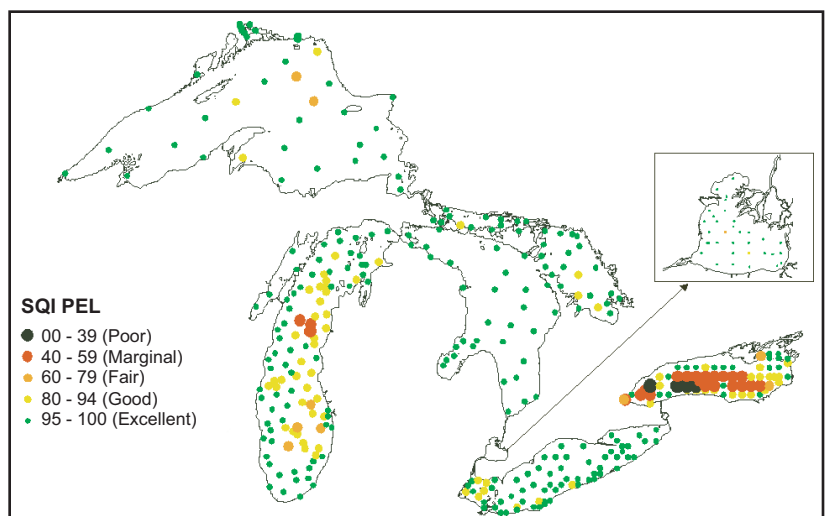 SQI PEL
00 - 39 (Poor)
40 - 59 (Marginal)
60 - 79 (Fair)
80 - 94 (Good)
95 - 100 (Excellent)